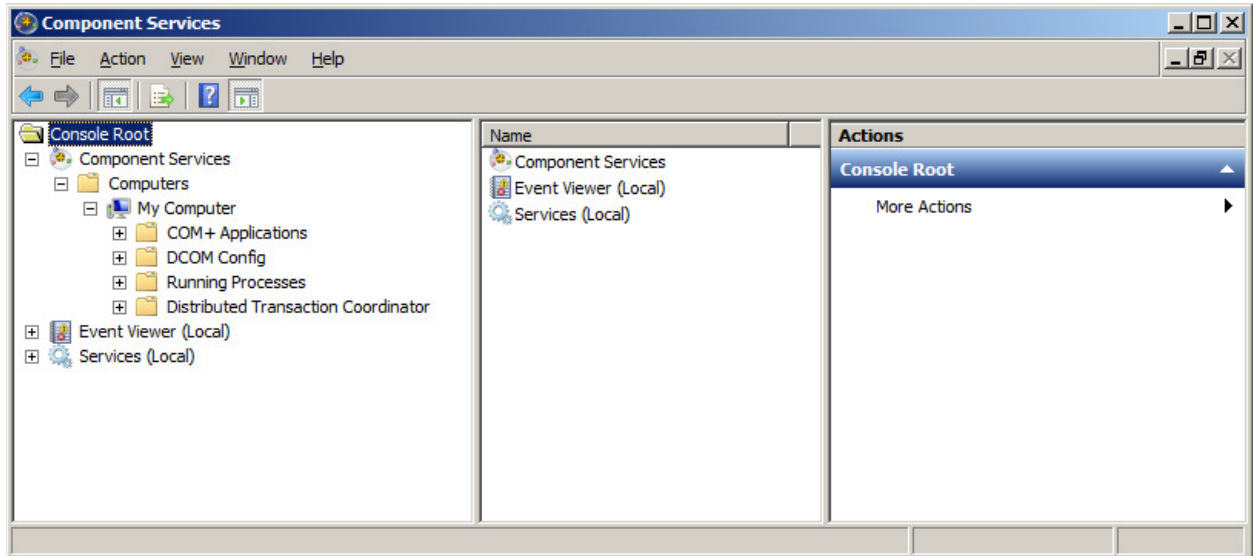 Component Services
File Action View Window Help
Console Root
Component Services
Computers
My Computer
COM+ Applications
DCOM Config
Running Processes
Distributed Transaction Coordinator
Event Viewer (Local)
Services (Local)
Name
Component Services
Event Viewer (Local)
Services (Local)
Actions
Console Root
More Actions